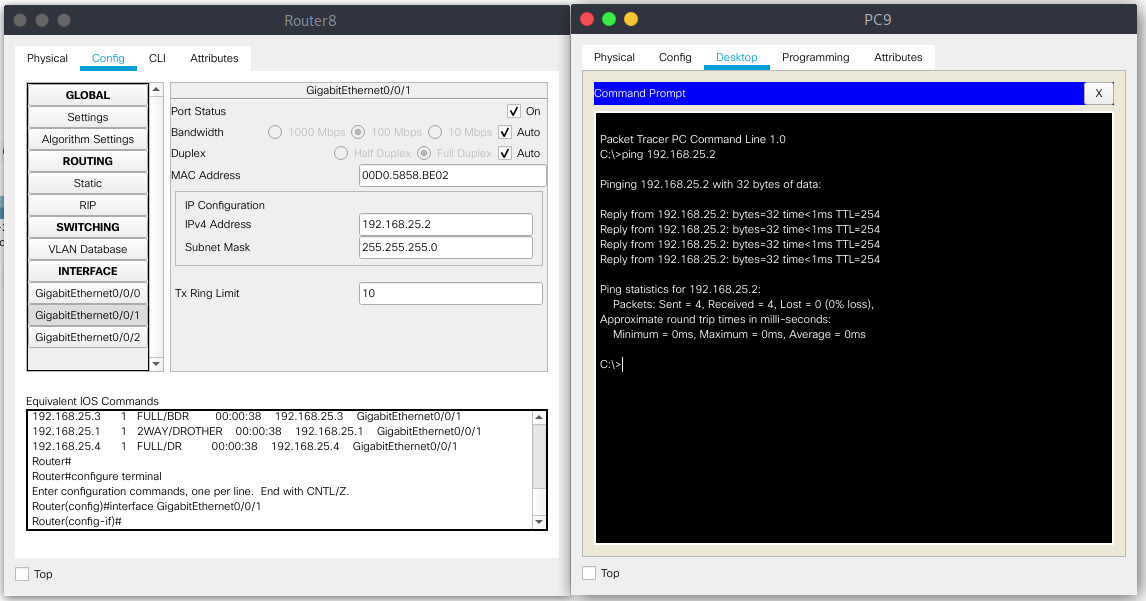 Router8
Physical Config CLI Attributes
GLOBAL
Settings
Algorithm Settings
ROUTING
Static
RIP
SWITCHING
VLAN Database
INTERFACE
GigabitEthernet0/0/0
GigabitEthernet0/0/1
GigabitEthernet0/0/2
GigabitEthernet0/0/1
Port Status On
Bandwidth 1000 Mbps 100 Mbps 10 Mbps Auto
Duplex Half Duplex Full Duplex Auto
MAC Address 00D0.5858.BE02
IP Configuration
IPv4 Address 192.168.25.2
Subnet Mask 255.255.255.0
Tx Ring Limit 10
Equivalent IOS Commands
192.168.25.3 1 FULL/BDR 00:00:38 192.168.25.3 GigabitEthernet0/0/1
192.168.25.1 1 2WAY/DROTHER 00:00:38 192.168.25.1 GigabitEthernet0/0/1
192.168.25.4 1 FULL/DR 00:00:38 192.168.25.4 GigabitEthernet0/0/1
Router#
Router#configure terminal
Enter configuration commands, one per line. End with CNTL/Z.
Router(config)#interface GigabitEthernet0/0/1
Router(config-if)#
Top
PC9
Physical Config Desktop Programming Attributes
Command Prompt X
Packet Tracer PC Command Line 1.0
C:\>ping 192.168.25.2
Pinging 192.168.25.2 with 32 bytes of data:
Reply from 192.168.25.2: bytes=32 time<1ms TTL=254
Reply from 192.168.25.2: bytes=32 time<1ms TTL=254
Reply from 192.168.25.2: bytes=32 time<1ms TTL=254
Reply from 192.168.25.2: bytes=32 time<1ms TTL=254
Ping statistics for 192.168.25.2:
Packets: Sent = 4, Received = 4, Lost = 0 (0% loss),
Approximate round trip times in milli-seconds:
Minimum = 0ms, Maximum = 0ms, Average = 0ms
C:\>
Top